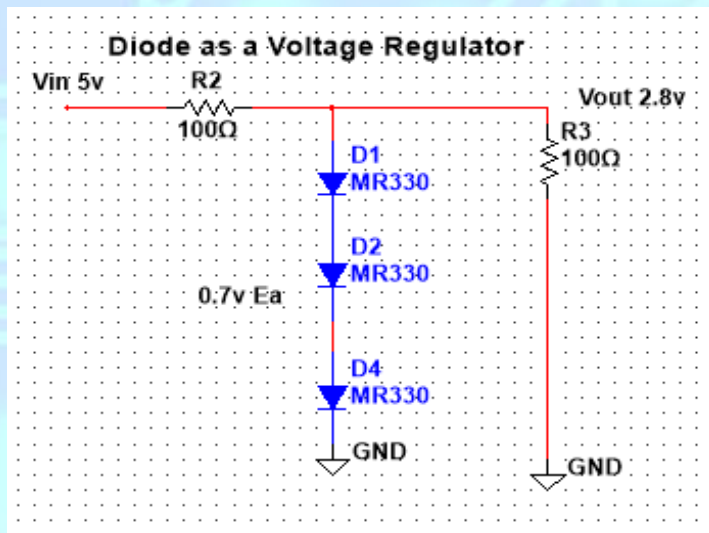 Diode as a Voltage Regulator
Vin 5v
R2
100Ω
Vout 2.8v
R3
100Ω
D1
MR330
D2
MR330
0.7v Ea
D4
MR330
GND
GND